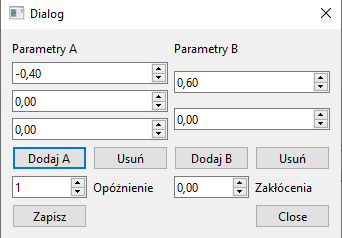 Dialog
Parametry A Parametry B
-0,40
0,60
0,00
0,00
0,00
Dodaj A Usuń Dodaj B Usuń
1 Opóźnienie 0,00 Zakłócenia
Zapisz Close